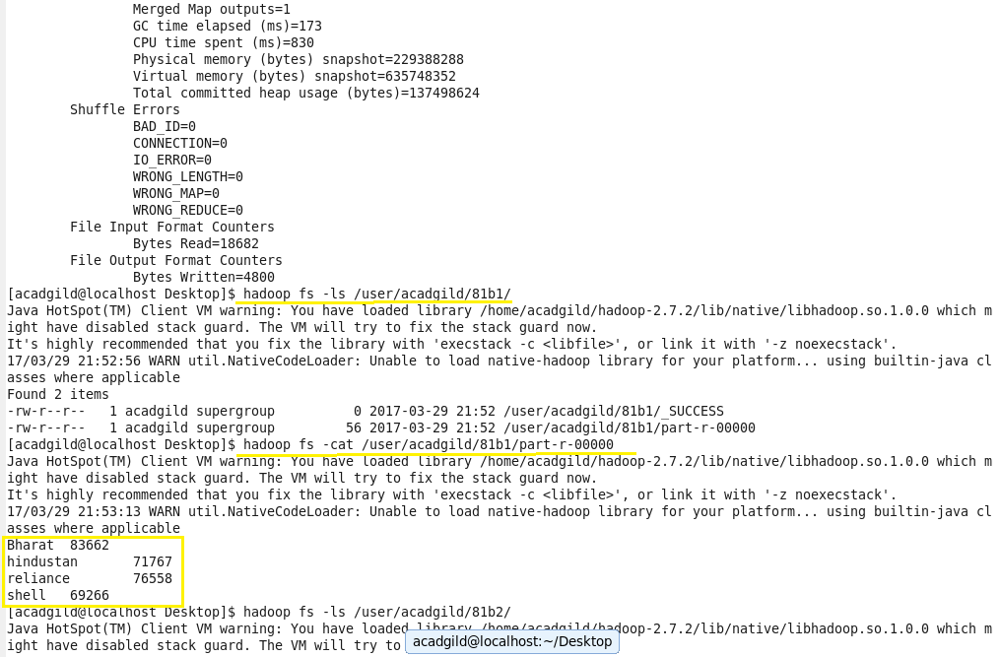 Merged Map outputs=1
GC time elapsed (ms)=173
CPU time spent (ms)=830
Physical memory (bytes) snapshot=229388288
Virtual memory (bytes) snapshot=635748352
Total committed heap usage (bytes)=137498624
Shuffle Errors
BAD_ID=0
CONNECTION=0
IO_ERROR=0
WRONG_LENGTH=0
WRONG_MAP=0
WRONG_REDUCE=0
File Input Format Counters
Bytes Read=18682
File Output Format Counters
Bytes Written=4800
[acadgild@localhost Desktop]$ hadoop fs -ls /user/acadgild/81b1/
Java HotSpot(TM) Client VM warning: You have loaded library /home/acadgild/hadoop-2.7.2/lib/native/libhadoop.so.1.0.0 which m
ight have disabled stack guard. The VM will try to fix the stack guard now.
It's highly recommended that you fix the library with 'execstack -c <libfile>', or link it with '-z noexecstack'.
17/03/29 21:52:56 WARN util.NativeCodeLoader: Unable to load native-hadoop library for your platform... using builtin-java cl
asses where applicable
Found 2 items
-rw-r--r--   1 acadgild supergroup          0 2017-03-29 21:52 /user/acadgild/81b1/_SUCCESS
-rw-r--r--   1 acadgild supergroup         56 2017-03-29 21:52 /user/acadgild/81b1/part-r-00000
[acadgild@localhost Desktop]$ hadoop fs -cat /user/acadgild/81b1/part-r-00000
Java HotSpot(TM) Client VM warning: You have loaded library /home/acadgild/hadoop-2.7.2/lib/native/libhadoop.so.1.0.0 which m
ight have disabled stack guard. The VM will try to fix the stack guard now.
It's highly recommended that you fix the library with 'execstack -c <libfile>', or link it with '-z noexecstack'.
17/03/29 21:53:13 WARN util.NativeCodeLoader: Unable to load native-hadoop library for your platform... using builtin-java cl
asses where applicable
Bharat  83662
hindustan       71767
reliance        76558
shell   69266
[acadgild@localhost Desktop]$ hadoop fs -ls /user/acadgild/81b2/
Java HotSpot(TM) Client VM warning: You have loaded library /home/acadgild/hadoop-2.7.2/lib/native/libhadoop.so.1.0.0 which m
ight have disabled stack guard. The VM will try to
acadgild@localhost:~/Desktop